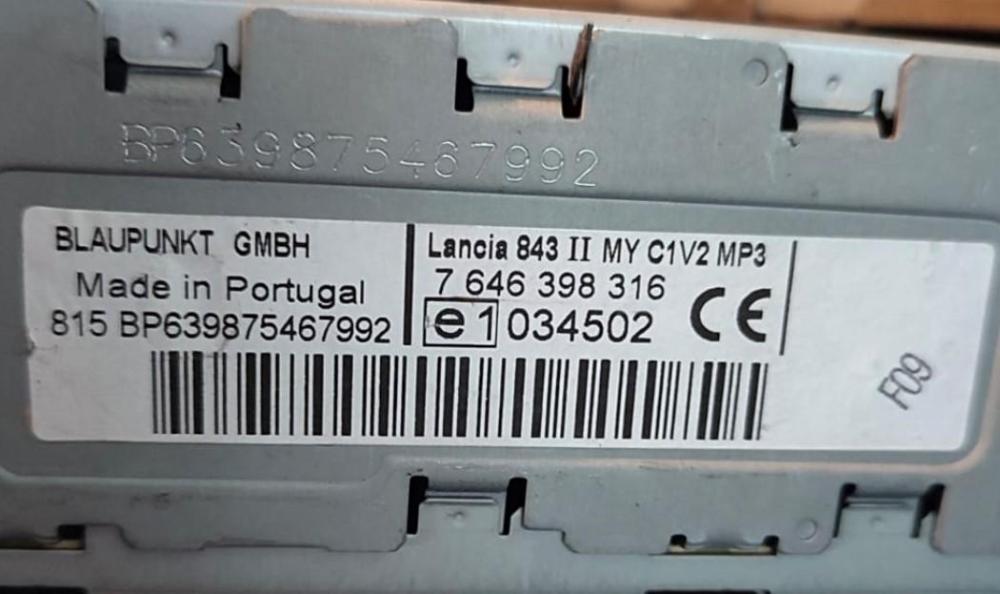 BP639875467992
BLAUPUNKT GMBH
Made in Portugal
815 BP639875467992
Lancia 843 II MY C1V2 MP3
7 646 398 316
e1 034502 CE
F09